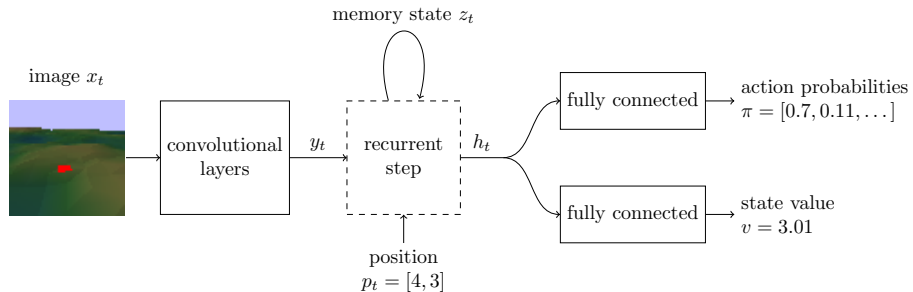 memory state z_t
image x_t
convolutional
layers
y_t
recurrent
step
h_t
fully connected
action probabilities
π = [0.7, 0.11, . . . ]
fully connected
state value
v = 3.01
position
p_t = [4, 3]